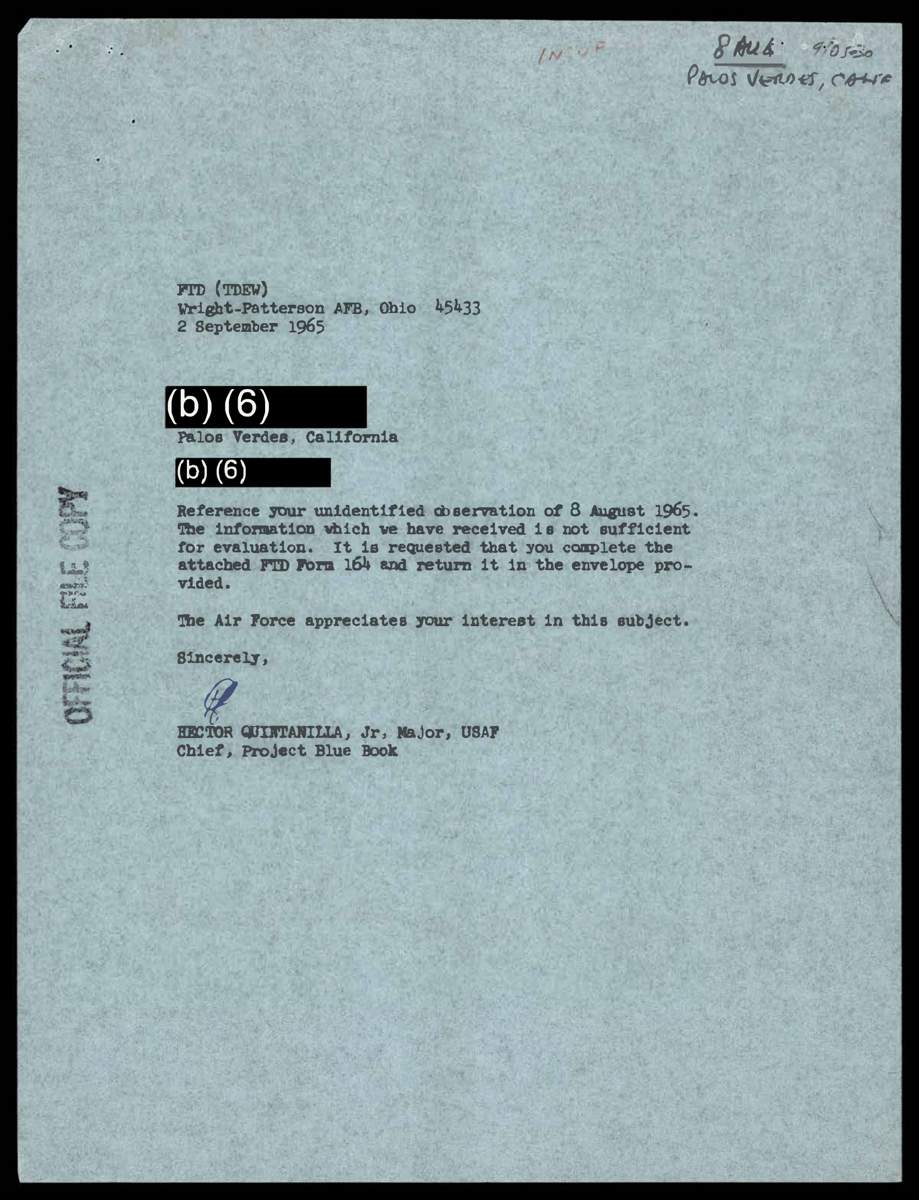 8 AUG
PALOS VERDES, CALIF
FTD (TDEW)
Wright-Patterson AFB, Ohio 45433
2 September 1965
(b) (6)
Palos Verdes, California
(b) (6)
Reference your unidentified observation of 8 August 1965.
The information which we have received is not sufficient
for evaluation. It is requested that you complete the
attached FTD Form 164 and return it in the envelope pro-
vided.
The Air Force appreciates your interest in this subject.
Sincerely,
HECTOR QUINTANILLA, Jr, Major, USAF
Chief, Project Blue Book
OFFICIAL FILE COPY